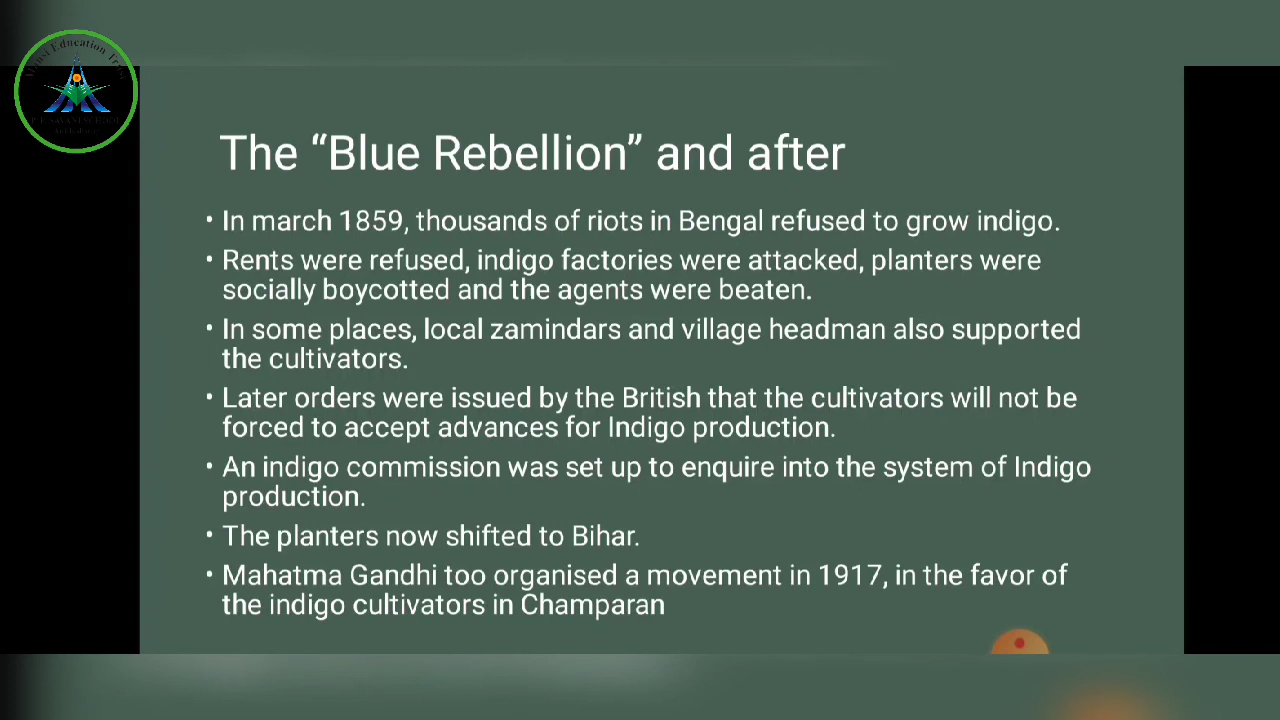 The “Blue Rebellion” and after
• In march 1859, thousands of riots in Bengal refused to grow indigo.
• Rents were refused, indigo factories were attacked, planters were
socially boycotted and the agents were beaten.
• In some places, local zamindars and village headman also supported
the cultivators.
• Later orders were issued by the British that the cultivators will not be
forced to accept advances for Indigo production.
• An indigo commission was set up to enquire into the system of Indigo
production.
• The planters now shifted to Bihar.
• Mahatma Gandhi too organised a movement in 1917, in the favor of
the indigo cultivators in Champaran
Education